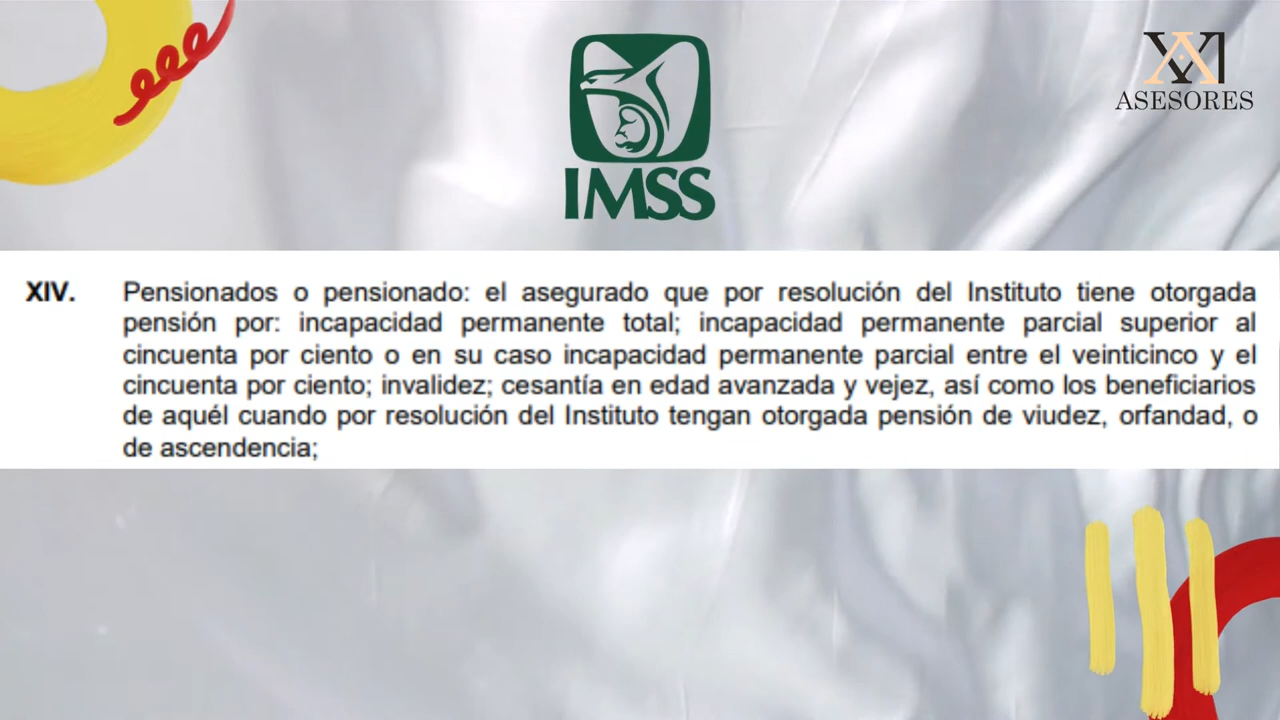 IMSS
ASESORES
XIV. Pensionados o pensionado: el asegurado que por resolución del Instituto tiene otorgada
pensión por: incapacidad permanente total; incapacidad permanente parcial superior al
cincuenta por ciento o en su caso incapacidad permanente parcial entre el veinticinco y el
cincuenta por ciento; invalidez; cesantía en edad avanzada y vejez, así como los beneficiarios
de aquél cuando por resolución del Instituto tengan otorgada pensión de viudez, orfandad, o
de ascendencia;